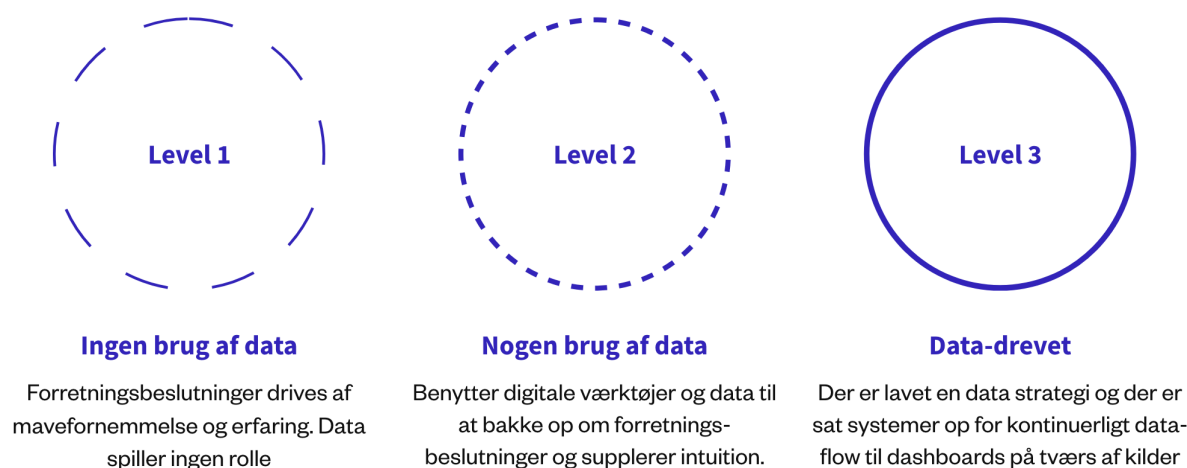 Level 1
Level 2
Level 3
Ingen brug af data
Forretningsbeslutninger drives af
mavefornemmelse og erfaring. Data
spiller ingen rolle
Nogen brug af data
Benytter digitale værktøjer og data til
at bakke op om forretnings-
beslutninger og supplerer intuition.
Data-drevet
Der er lavet en data strategi og der er
sat systemer op for kontinuerligt data-
flow til dashboards på tværs af kilder